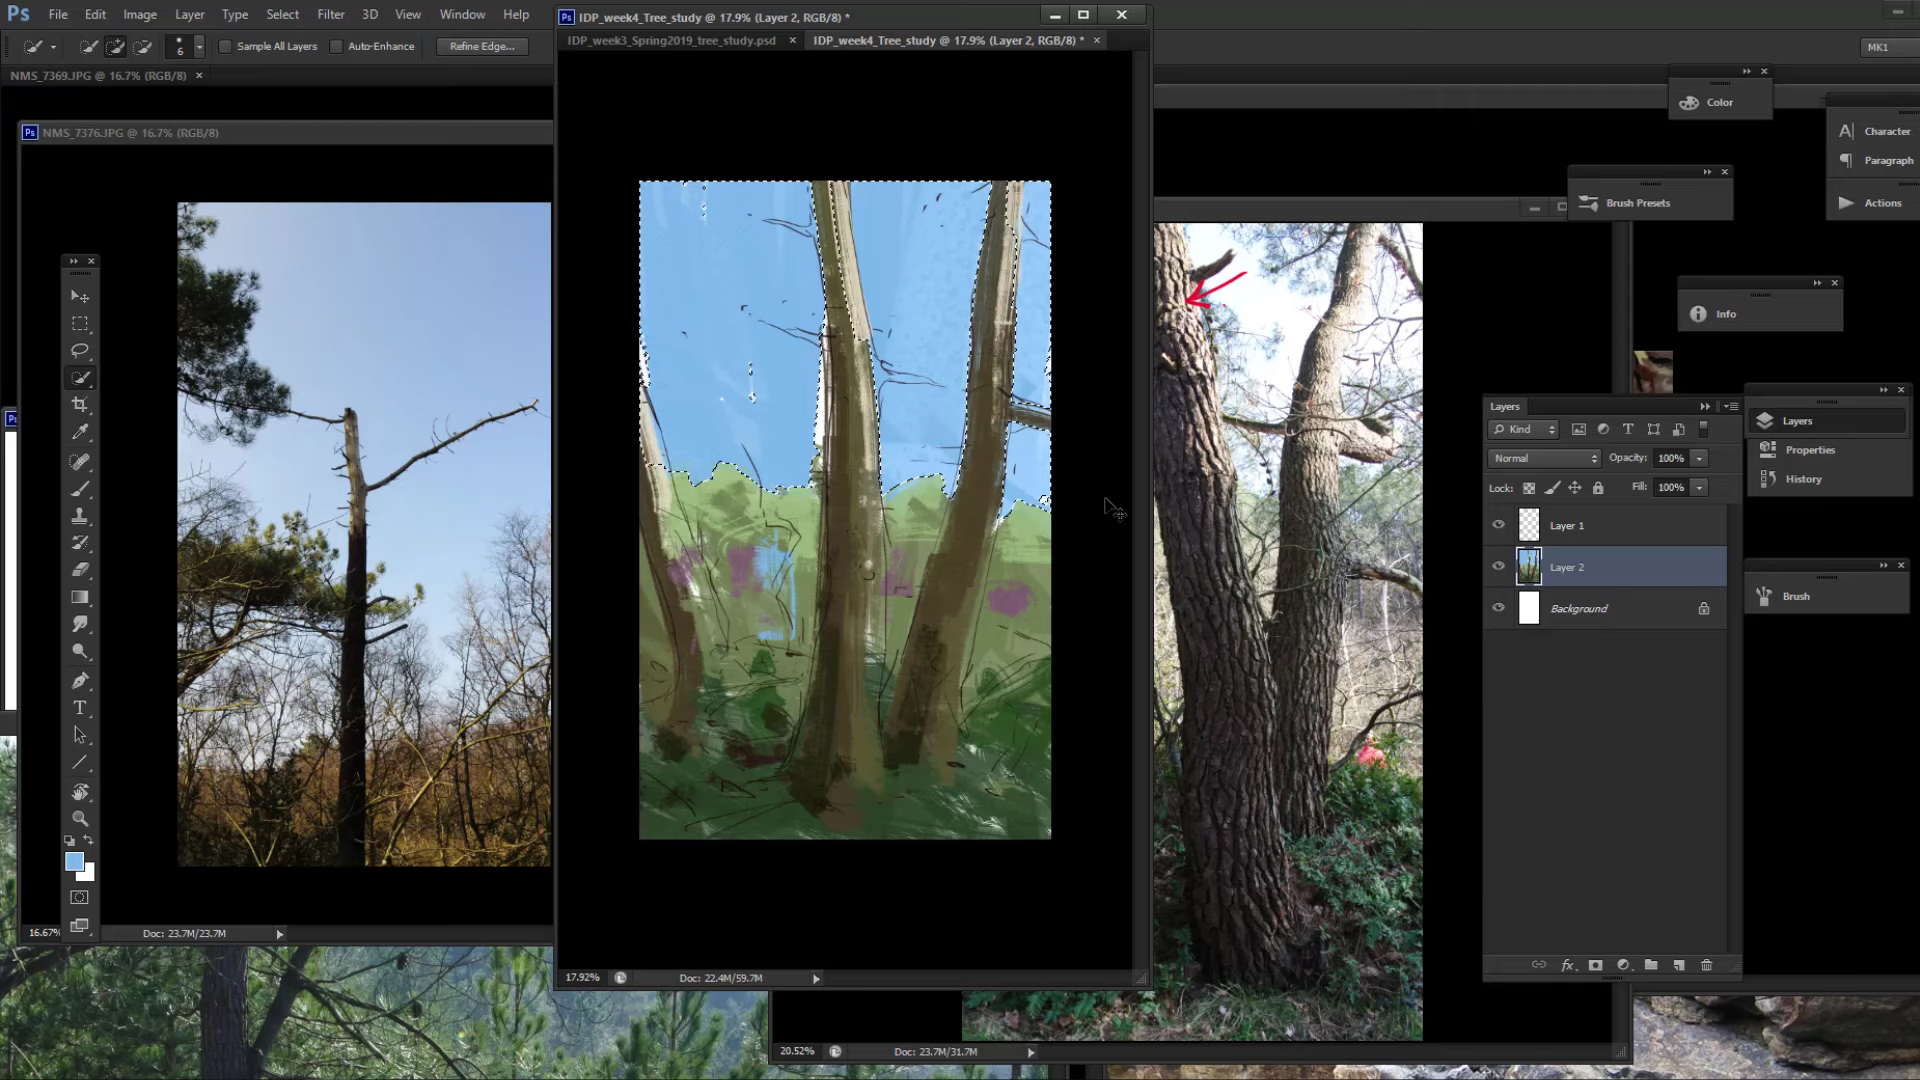 Ps File Edit Image Layer Type Select Filter 3D View Window Help
6 Sample All Layers Auto-Enhance Refine Edge...
NMS_7369.JPG @ 16.7% (RGB/8)
Ps NMS_7376.JPG @ 16.7% (RGB/8)
16.67% Doc: 23.7M/23.7M
Ps IDP_week4_Tree_study @ 17.9% (Layer 2, RGB/8) *
IDP_week3_Spring2019_tree_study.psd IDP_week4_Tree_study @ 17.9% (Layer 2, RGB/8) *
17.92% Doc: 22.4M/59.7M
20.52% Doc: 23.7M/31.7M
MK1
Color
Character
Paragraph
Actions
Brush Presets
Info
Layers
Kind
Normal Opacity: 100%
Lock: Fill: 100%
Layer 1
Layer 2
Background
fx
Layers
Properties
History
Brush